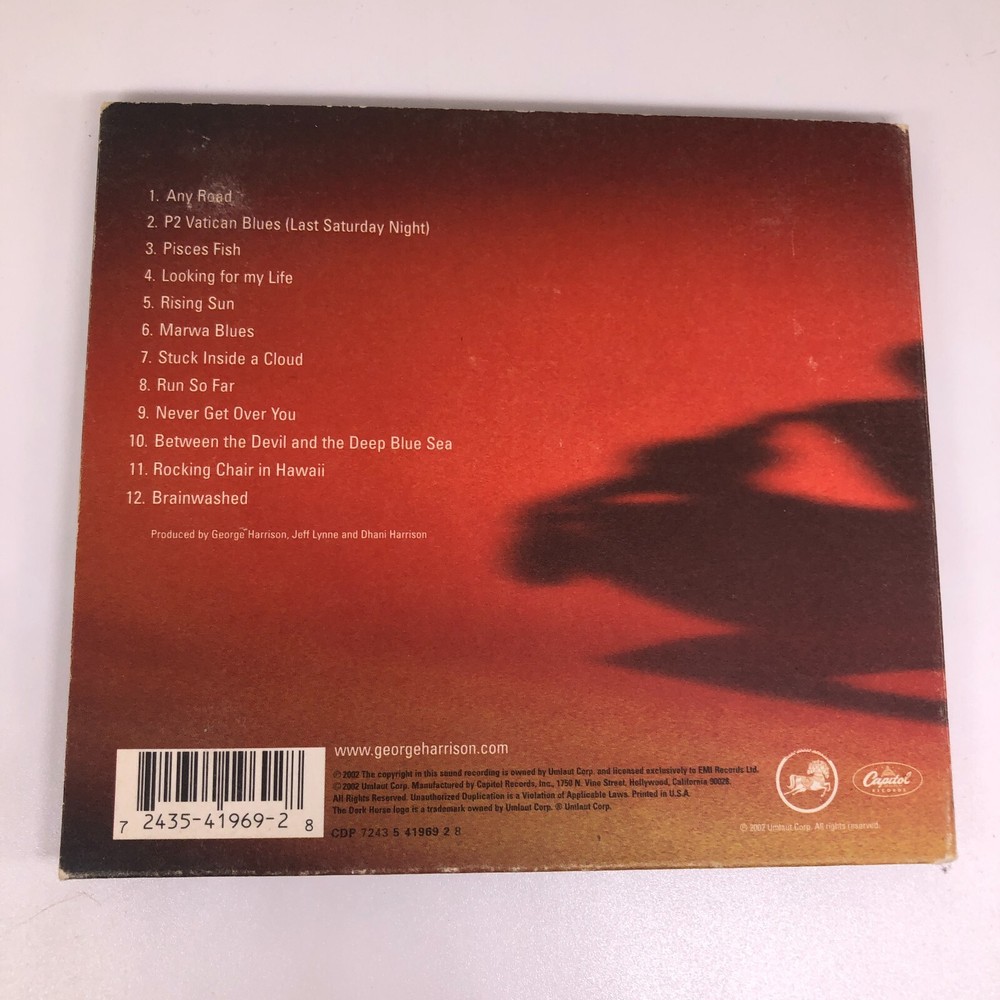 1. Any Road
2. P2 Vatican Blues (Last Saturday Night)
3. Pisces Fish
4. Looking for my Life
5. Rising Sun
6. Marwa Blues
7. Stuck Inside a Cloud
8. Run So Far
9. Never Get Over You
10. Between the Devil and the Deep Blue Sea
11. Rocking Chair in Hawaii
12. Brainwashed
Produced by George Harrison, Jeff Lynne and Dhani Harrison
www.georgeharrison.com
℗ 2002 The copyright in this sound recording is owned by Umlaut Corp. and licensed exclusively to EMI Records Ltd.
© 2002 Umlaut Corp. Manufactured by Capitol Records, Inc., 1750 N. Vine Street, Hollywood, California 90028.
All Rights Reserved. Unauthorized Duplication is a Violation of Applicable Laws. Printed in U.S.A.
The Dark Horse logo is a trademark owned by Umlaut Corp. ® Umlaut Corp.
CDP 7243 5 41969 2 8
7 2435-41969-2 8
Capitol
RECORDS
© 2002 Umlaut Corp. All rights reserved.